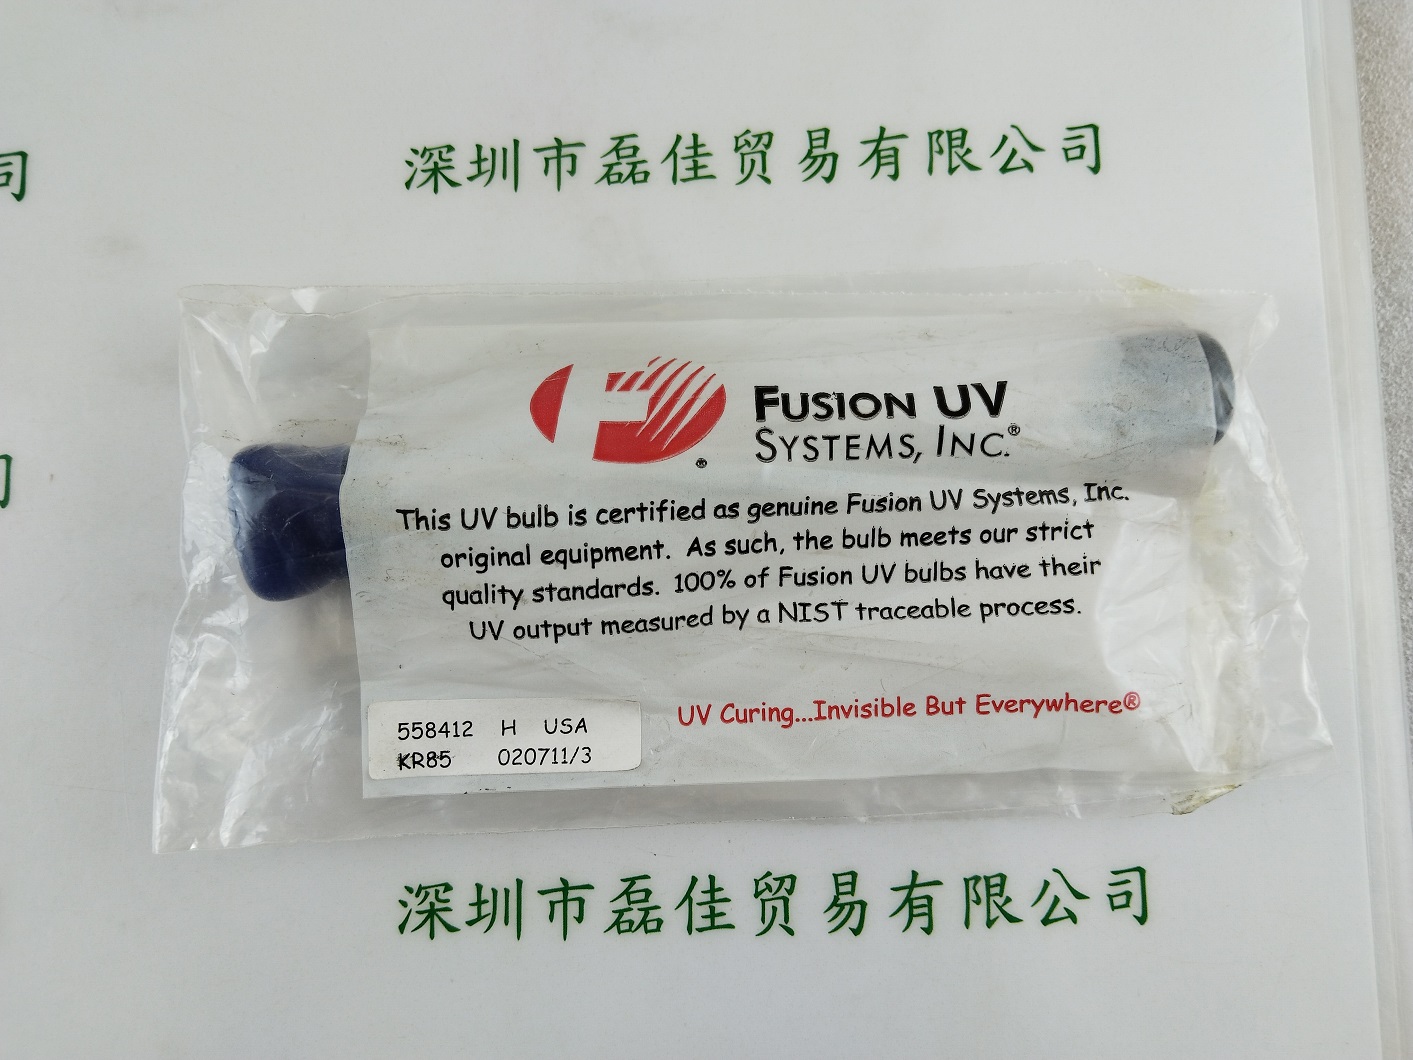 深圳市磊佳贸易有限公司
司
FUSION UV
SYSTEMS, INC.®
®
This UV bulb is certified as genuine Fusion UV Systems, Inc.
original equipment. As such, the bulb meets our strict
quality standards. 100% of Fusion UV bulbs have their
UV output measured by a NIST traceable process.
司
UV Curing...Invisible But Everywhere®
558412 H USA
KR85 020711/3
深圳市磊佳贸易有限公司